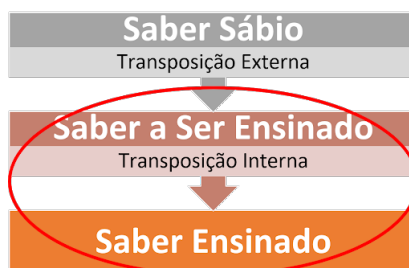 Saber Sábio
Transposição Externa
Saber a Ser Ensinado
Transposição Interna
Saber Ensinado